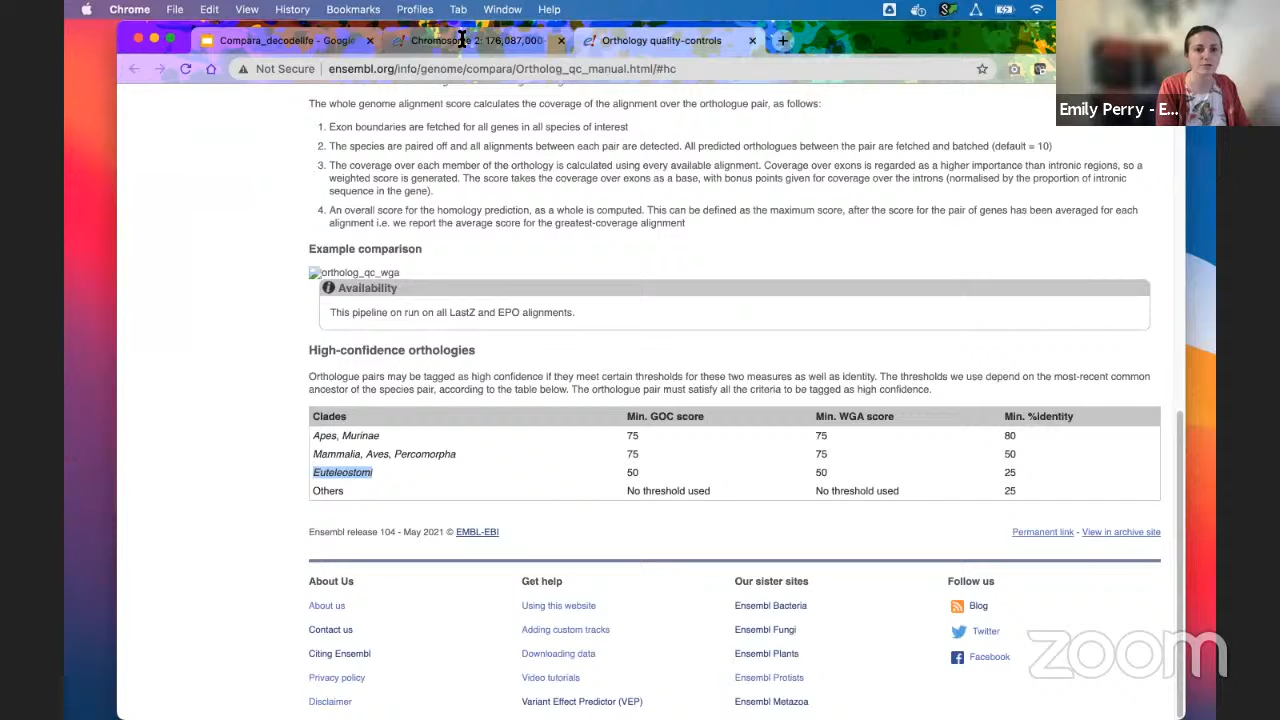 Chrome File Edit View History Bookmarks Profiles Tab Window Help
Compara_decodelife - Google
Chromosome 2: 176,087,000-
Orthology quality-controls
Not Secure ensembl.org/info/genome/compara/Ortholog_qc_manual.html/#hc
Emily Perry - E...
The whole genome alignment score calculates the coverage of the alignment over the orthologue pair, as follows:
1. Exon boundaries are fetched for all genes in all species of interest
2. The species are paired off and all alignments between each pair are detected. All predicted orthologues between the pair are fetched and batched (default = 10)
3. The coverage over each member of the orthology is calculated using every available alignment. Coverage over exons is regarded as a higher importance than intronic regions, so a
weighted score is generated. The score takes the coverage over exons as a base, with bonus points given for coverage over the introns (normalised by the proportion of intronic
sequence in the gene).
4. An overall score for the homology prediction, as a whole is computed. This can be defined as the maximum score, after the score for the pair of genes has been averaged for each
alignment i.e. we report the average score for the greatest-coverage alignment
Example comparison
ortholog_qc_wga
Availability
This pipeline on run on all LastZ and EPO alignments.
High-confidence orthologies
Orthologue pairs may be tagged as high confidence if they meet certain thresholds for these two measures as well as identity. The thresholds we use depend on the most-recent common
ancestor of the species pair, according to the table below. The orthologue pair must satisfy all the criteria to be tagged as high confidence.
Clades Min. GOC score Min. WGA score Min. %identity
Apes, Murinae 75 75 80
Mammalia, Aves, Percomorpha 75 75 50
Euteleostomi 50 50 25
Others No threshold used No threshold used 25
Ensembl release 104 - May 2021 © EMBL-EBI
Permanent link - View in archive site
About Us Get help Our sister sites Follow us
About us Using this website Ensembl Bacteria Blog
Contact us Adding custom tracks Ensembl Fungi Twitter
Citing Ensembl Downloading data Ensembl Plants Facebook
Privacy policy Video tutorials Ensembl Protists
Disclaimer Variant Effect Predictor (VEP) Ensembl Metazoa
zoom